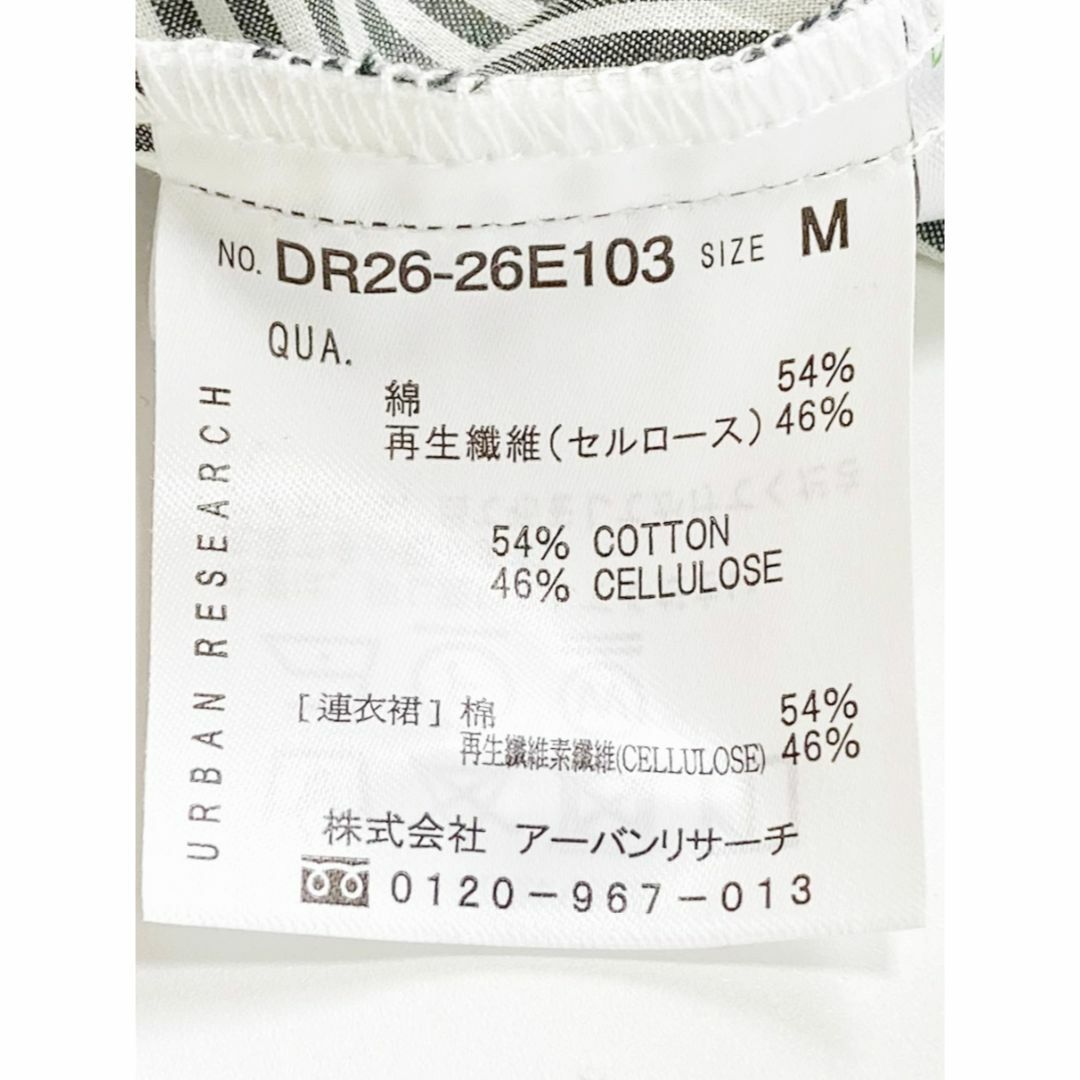 NO. DR26-26E103 SIZE M
QUA.
綿 54%
再生繊維(セルロース) 46%
54% COTTON
46% CELLULOSE
[連衣裙] 棉 54%
再生纖維素纖維(CELLULOSE) 46%
株式会社 アーバンリサーチ
0120-967-013
URBAN RESEARCH